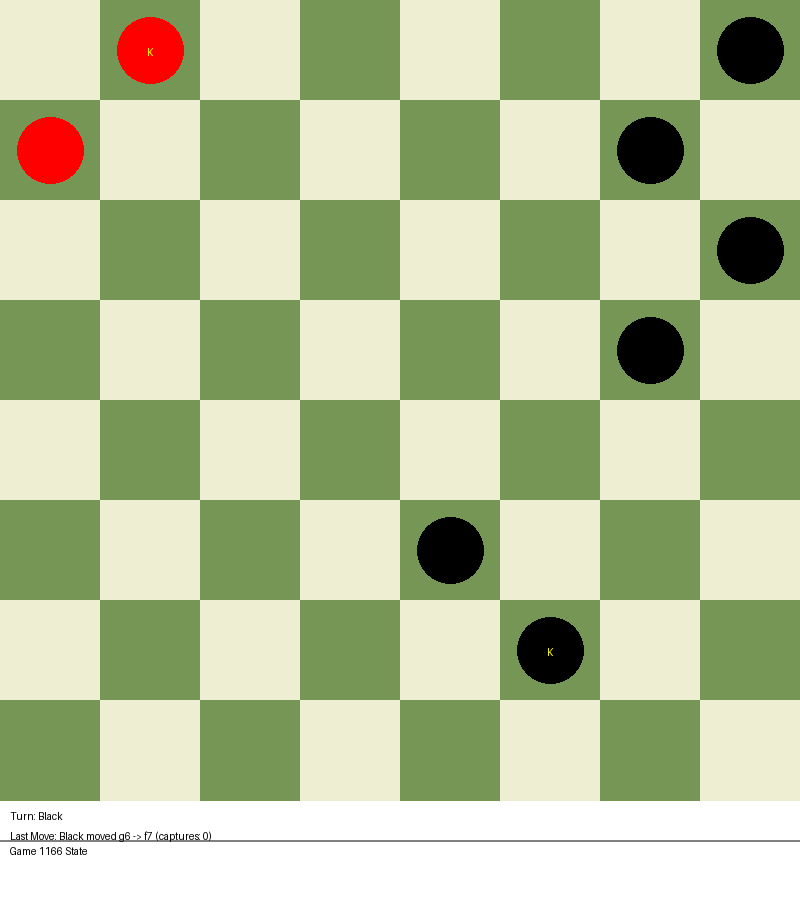 K
K
Turn: Black
Last Move: Black moved g6 -> f7 (captures: 0)
Game 1166 State